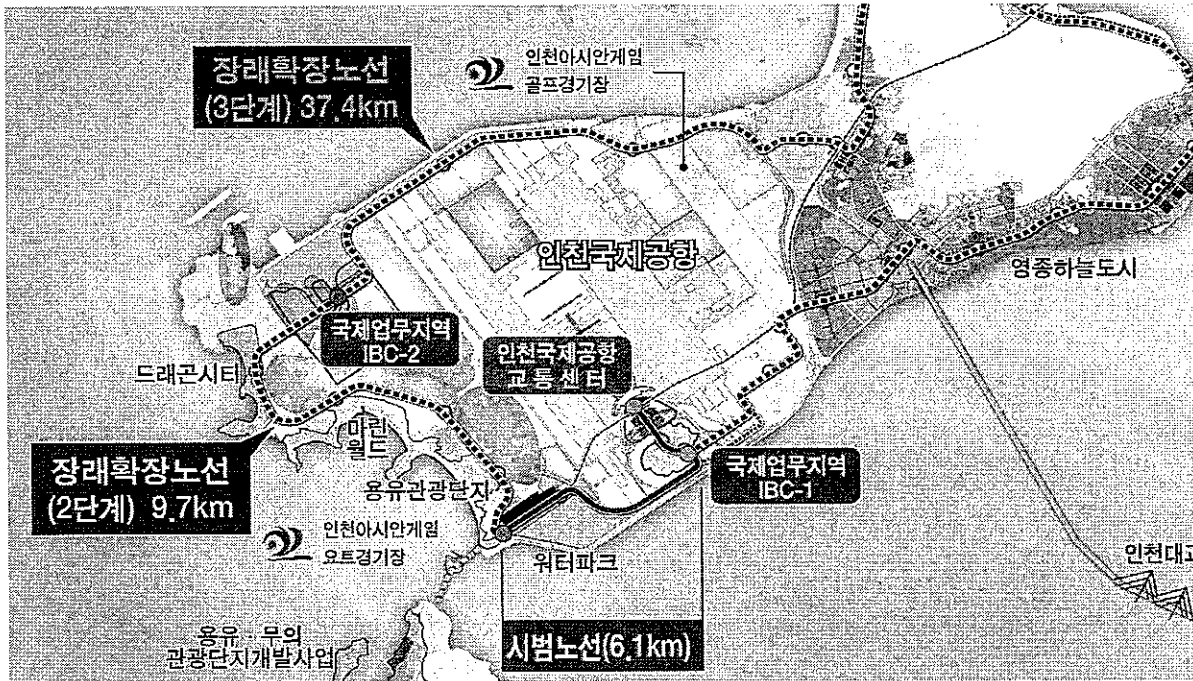 장래확장노선
(3단계) 37.4km
인천아시안게임
골프경기장
인천국제공항
영종하늘도시
국제업무지역
IBC-2
인천국제공항
교통센터
드래곤시티
마린
월드
국제업무지역
IBC-1
장래확장노선
(2단계) 9.7km
용유관광단지
인천아시안게임
요트경기장
워터파크
인천대교
용유·무의
관광단지개발사업
시범노선(6.1km)